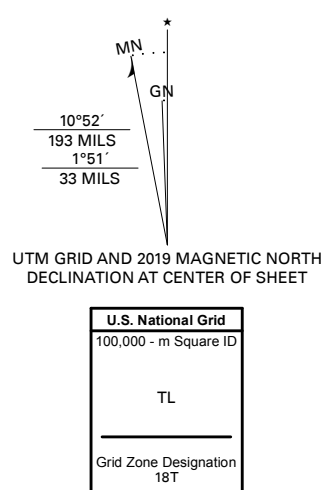 ★
MN
GN
10°52´
193 MILS
1°51´
33 MILS
UTM GRID AND 2019 MAGNETIC NORTH
DECLINATION AT CENTER OF SHEET
U.S. National Grid
100,000 - m Square ID
TL
Grid Zone Designation
18T